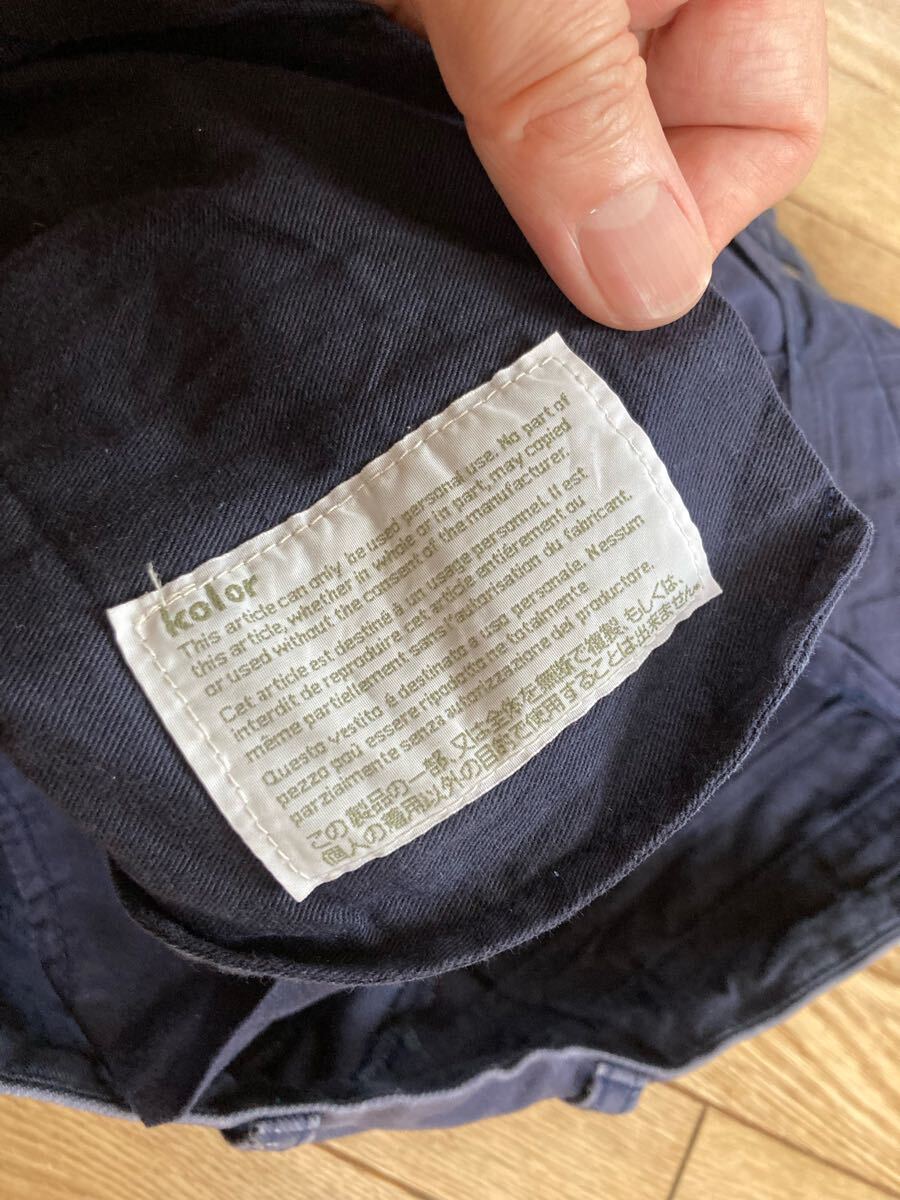 kolor
This article can only be used personal use. No part of
this article, whether in whole or in part, may copied
or used without the consent of the manufacturer.
Cet article est destiné à un usage personnel. il est
interdit de reproduire cet article entiérement ou
même partiellement sans l'autorisation du fabricant.
Questo vestito é destinato a uso personale. Nessum
pezzo poú essere riprodotto ne totalmente
parzialmente sanza autorizzazione del produttore.
この製品の一部、又は全体を無断で複製、もしくは、
個人の着用以外の目的で使用することは出来ません。